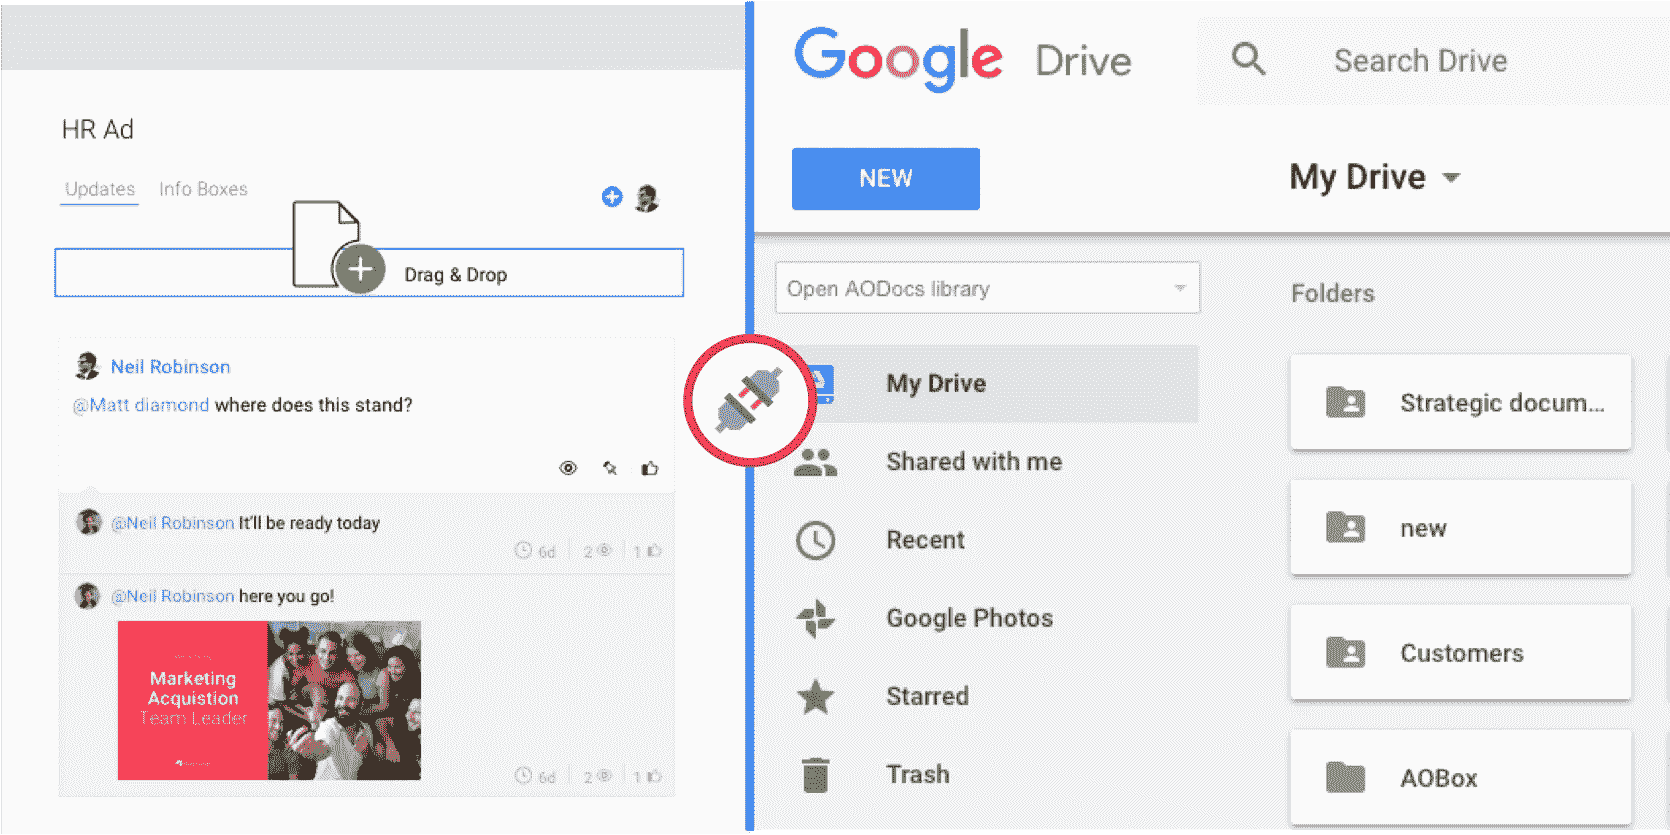 HR Ad
Updates
Info Boxes
Drag & Drop
Neil Robinson
@Matt diamond where does this stand?
@Neil Robinson It'll be ready today
6d
2
1
@Neil Robinson here you go!
Marketing
Acquistion
Team Leader
6d
2
1
Google Drive
Search Drive
NEW
My Drive
Open AODocs library
My Drive
Shared with me
Recent
Google Photos
Starred
Trash
Folders
Strategic docum...
new
Customers
AOBox